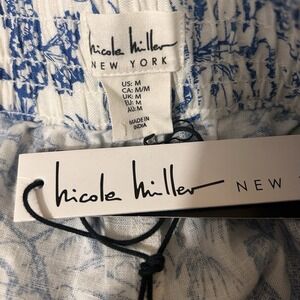 nicole miller
NEW YORK
US: M
CA: M/M
UK: M
EU: M
AU: M
MADE IN
INDIA
nicole miller NEW